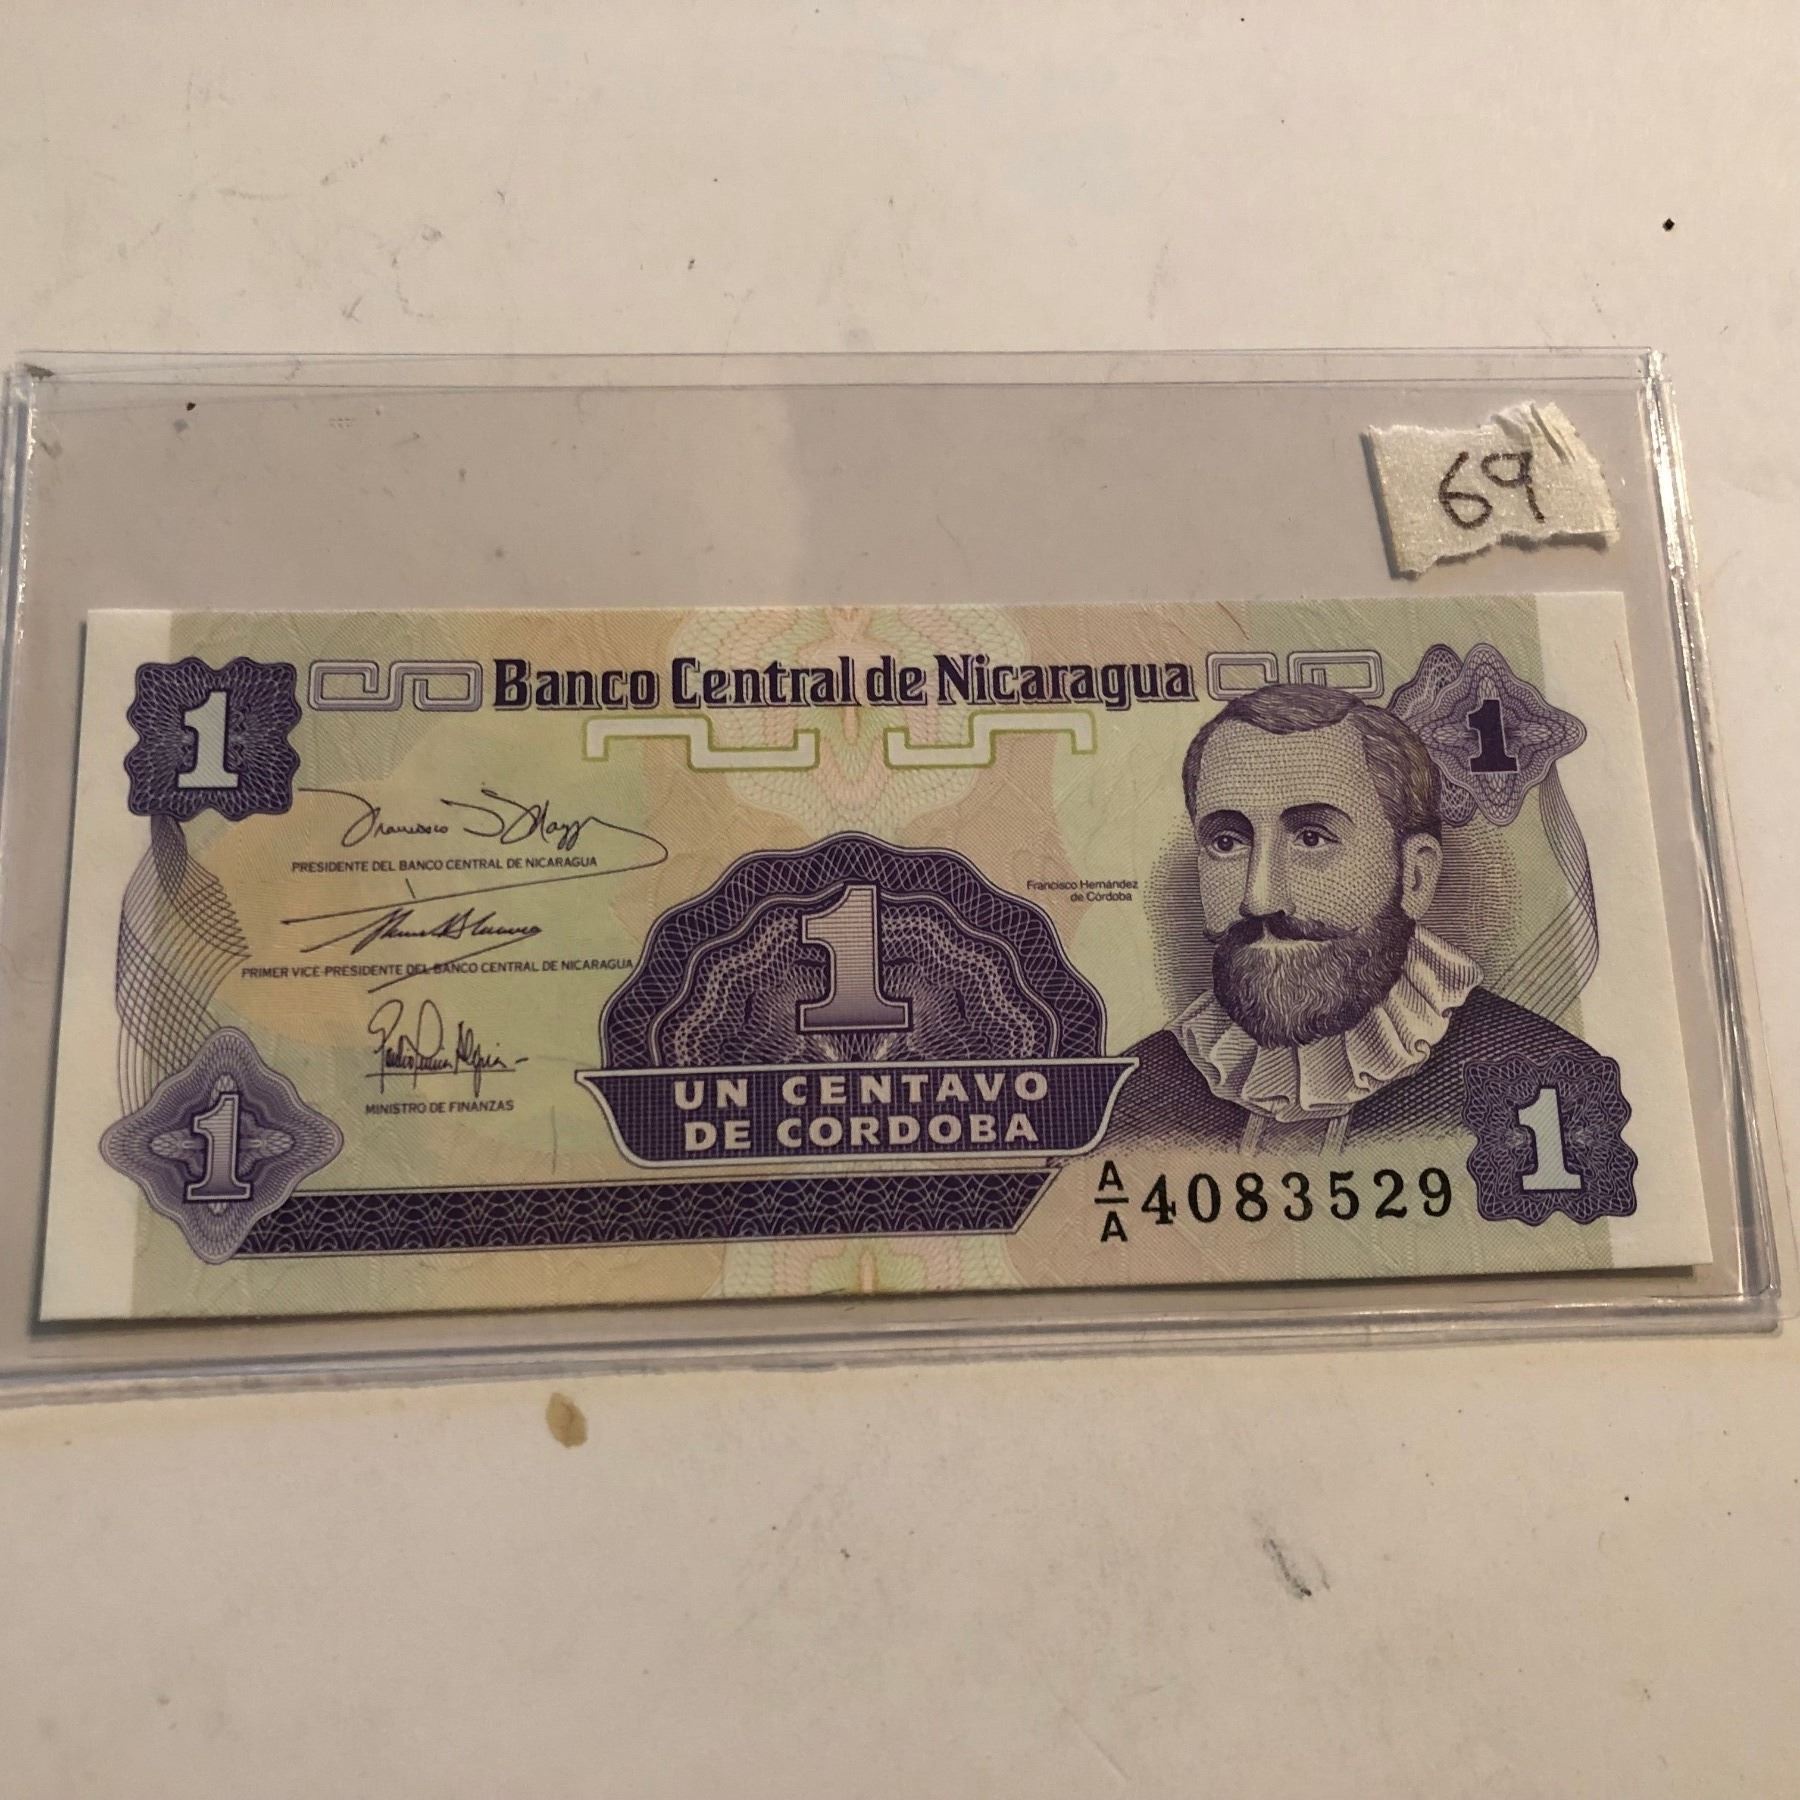 69
1
Banco Central de Nicaragua
1
PRESIDENTE DEL BANCO CENTRAL DE NICARAGUA
PRIMER VICE-PRESIDENTE DEL BANCO CENTRAL DE NICARAGUA
MINISTRO DE FINANZAS
1
Francisco Hernández
de Córdoba
UN CENTAVO
DE CORDOBA
A/A 4083529
1
1